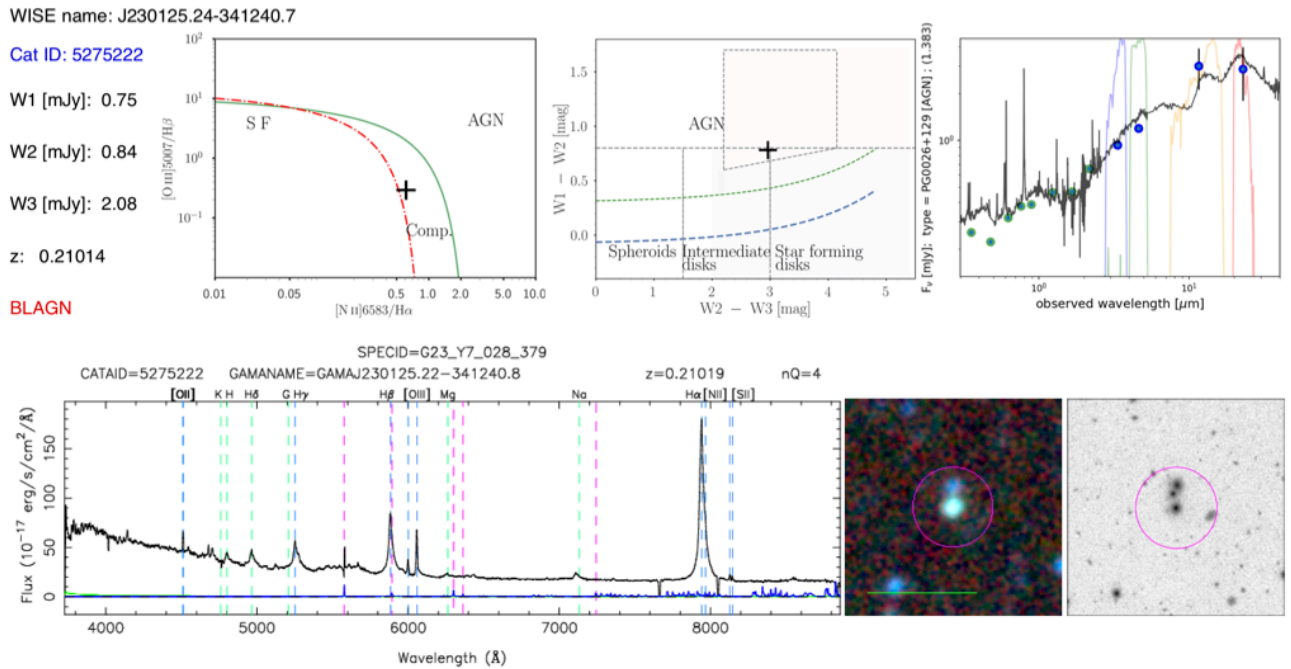 WISE name: J230125.24-341240.7
Cat ID: 5275222
W1 [mJy]: 0.75
W2 [mJy]: 0.84
W3 [mJy]: 2.08
z: 0.21014
BLAGN
[O III]5007/Hβ
10²
10¹
10⁰
10⁻¹
S F
AGN
Comp.
0.01
0.05
0.5
1.0
2.0
5.0
10.0
[N II]6583/Hα
W1 − W2 [mag]
1.5
1.0
0.5
0.0
AGN
Spheroids
Intermediate disks
Star forming disks
0
1
2
3
4
5
W2 − W3 [mag]
Fν [mJy]; type = PG0026+129 [AGN] : (1.383)
10⁰
10⁰
10¹
observed wavelength [μm]
SPECID=G23_Y7_028_379
CATAID=5275222 GAMANAME=GAMAJ230125.22−341240.8 z=0.21019 nQ=4
[OII] K H Hδ G Hγ Hβ [OIII] Mg Na Hα [NII] [SII]
Flux (10⁻¹⁷ erg/s/cm²/Å)
150
100
50
0
4000 5000 6000 7000 8000
Wavelength (Å)